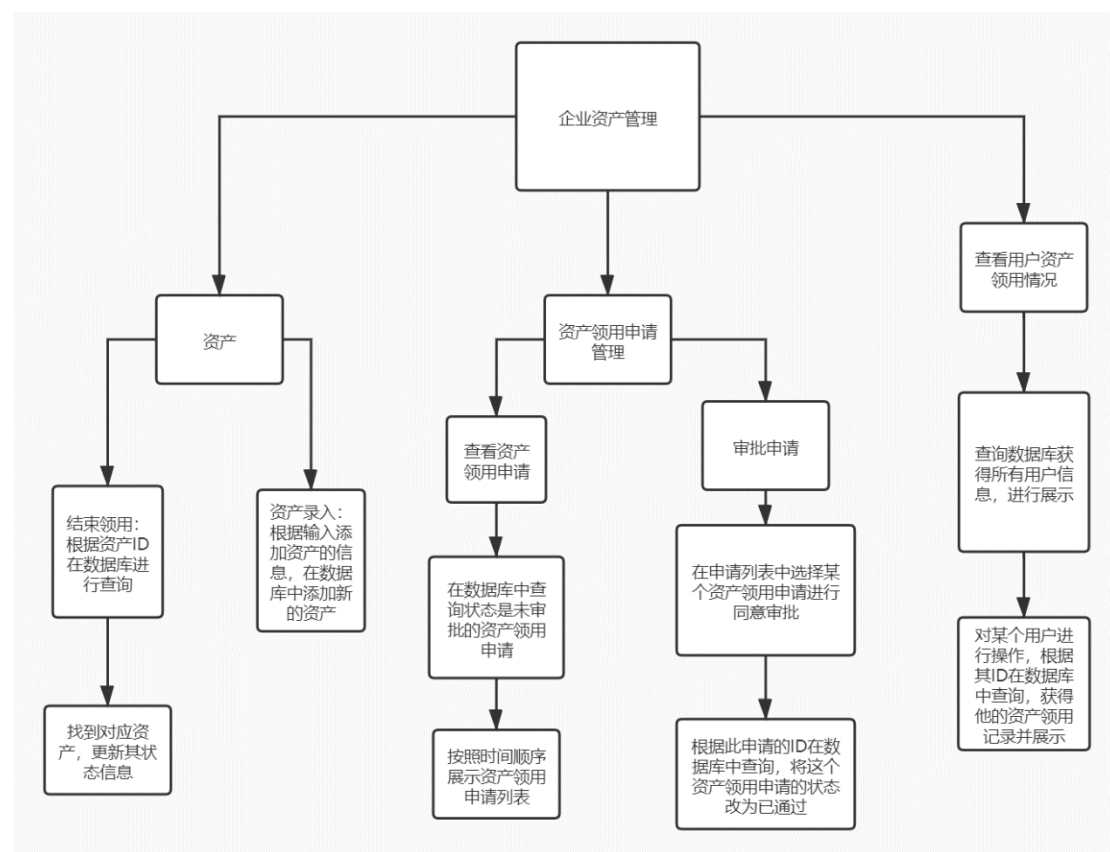 企业资产管理
资产
结束领用：
根据资产ID
在数据库进
行查询
找到对应资
产，更新其状
态信息
资产录入：
根据输入添
加资产的信
息，在数据
库中添加新
的资产
资产领用申请
管理
查看资产
领用申请
在数据库中查
询状态是未审
批的资产领用
申请
按照时间顺序
展示资产领用
申请列表
审批申请
在申请列表中选择某
个资产领用申请进行
同意审批
根据此申请的ID在数
据库中查询，将这个
资产领用申请的状态
改为已通过
查看用户资产
领用情况
查询数据库获
得所有用户信
息，进行展示
对某个用户进
行操作，根据
其ID在数据库
中查询，获得
他的资产领用
记录并展示